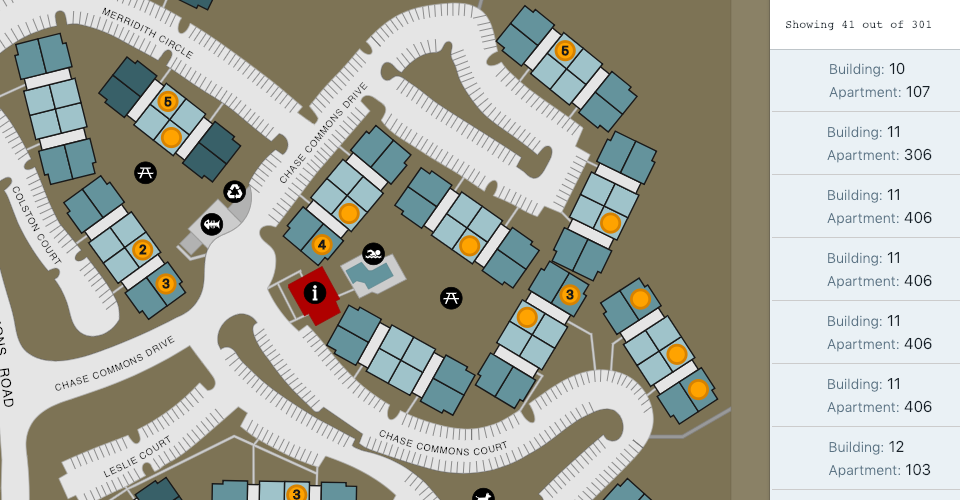 MERRIDITH CIRCLE
CHASE COMMONS DRIVE
COLSTON COURT
ONS ROAD
CHASE COMMONS DRIVE
LESLIE COURT
CHASE COMMONS COURT
5
5
2
3
4
3
3
i
Showing 41 out of 301
Building: 10
Apartment: 107
Building: 11
Apartment: 306
Building: 11
Apartment: 406
Building: 11
Apartment: 406
Building: 11
Apartment: 406
Building: 11
Apartment: 406
Building: 12
Apartment: 103